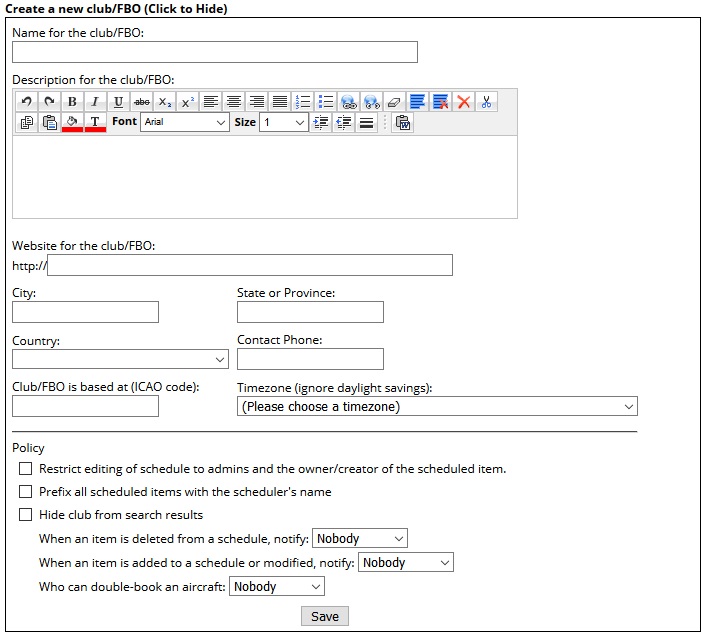 Create a new club/FBO (Click to Hide)
Name for the club/FBO:
Description for the club/FBO:
B I U abc X₂ X²
T Font Arial Size 1
Website for the club/FBO:
http://
City: State or Province:
Country: Contact Phone:
Club/FBO is based at (ICAO code): Timezone (ignore daylight savings):
(Please choose a timezone)
Policy
Restrict editing of schedule to admins and the owner/creator of the scheduled item.
Prefix all scheduled items with the scheduler's name
Hide club from search results
When an item is deleted from a schedule, notify: Nobody
When an item is added to a schedule or modified, notify: Nobody
Who can double-book an aircraft: Nobody
Save